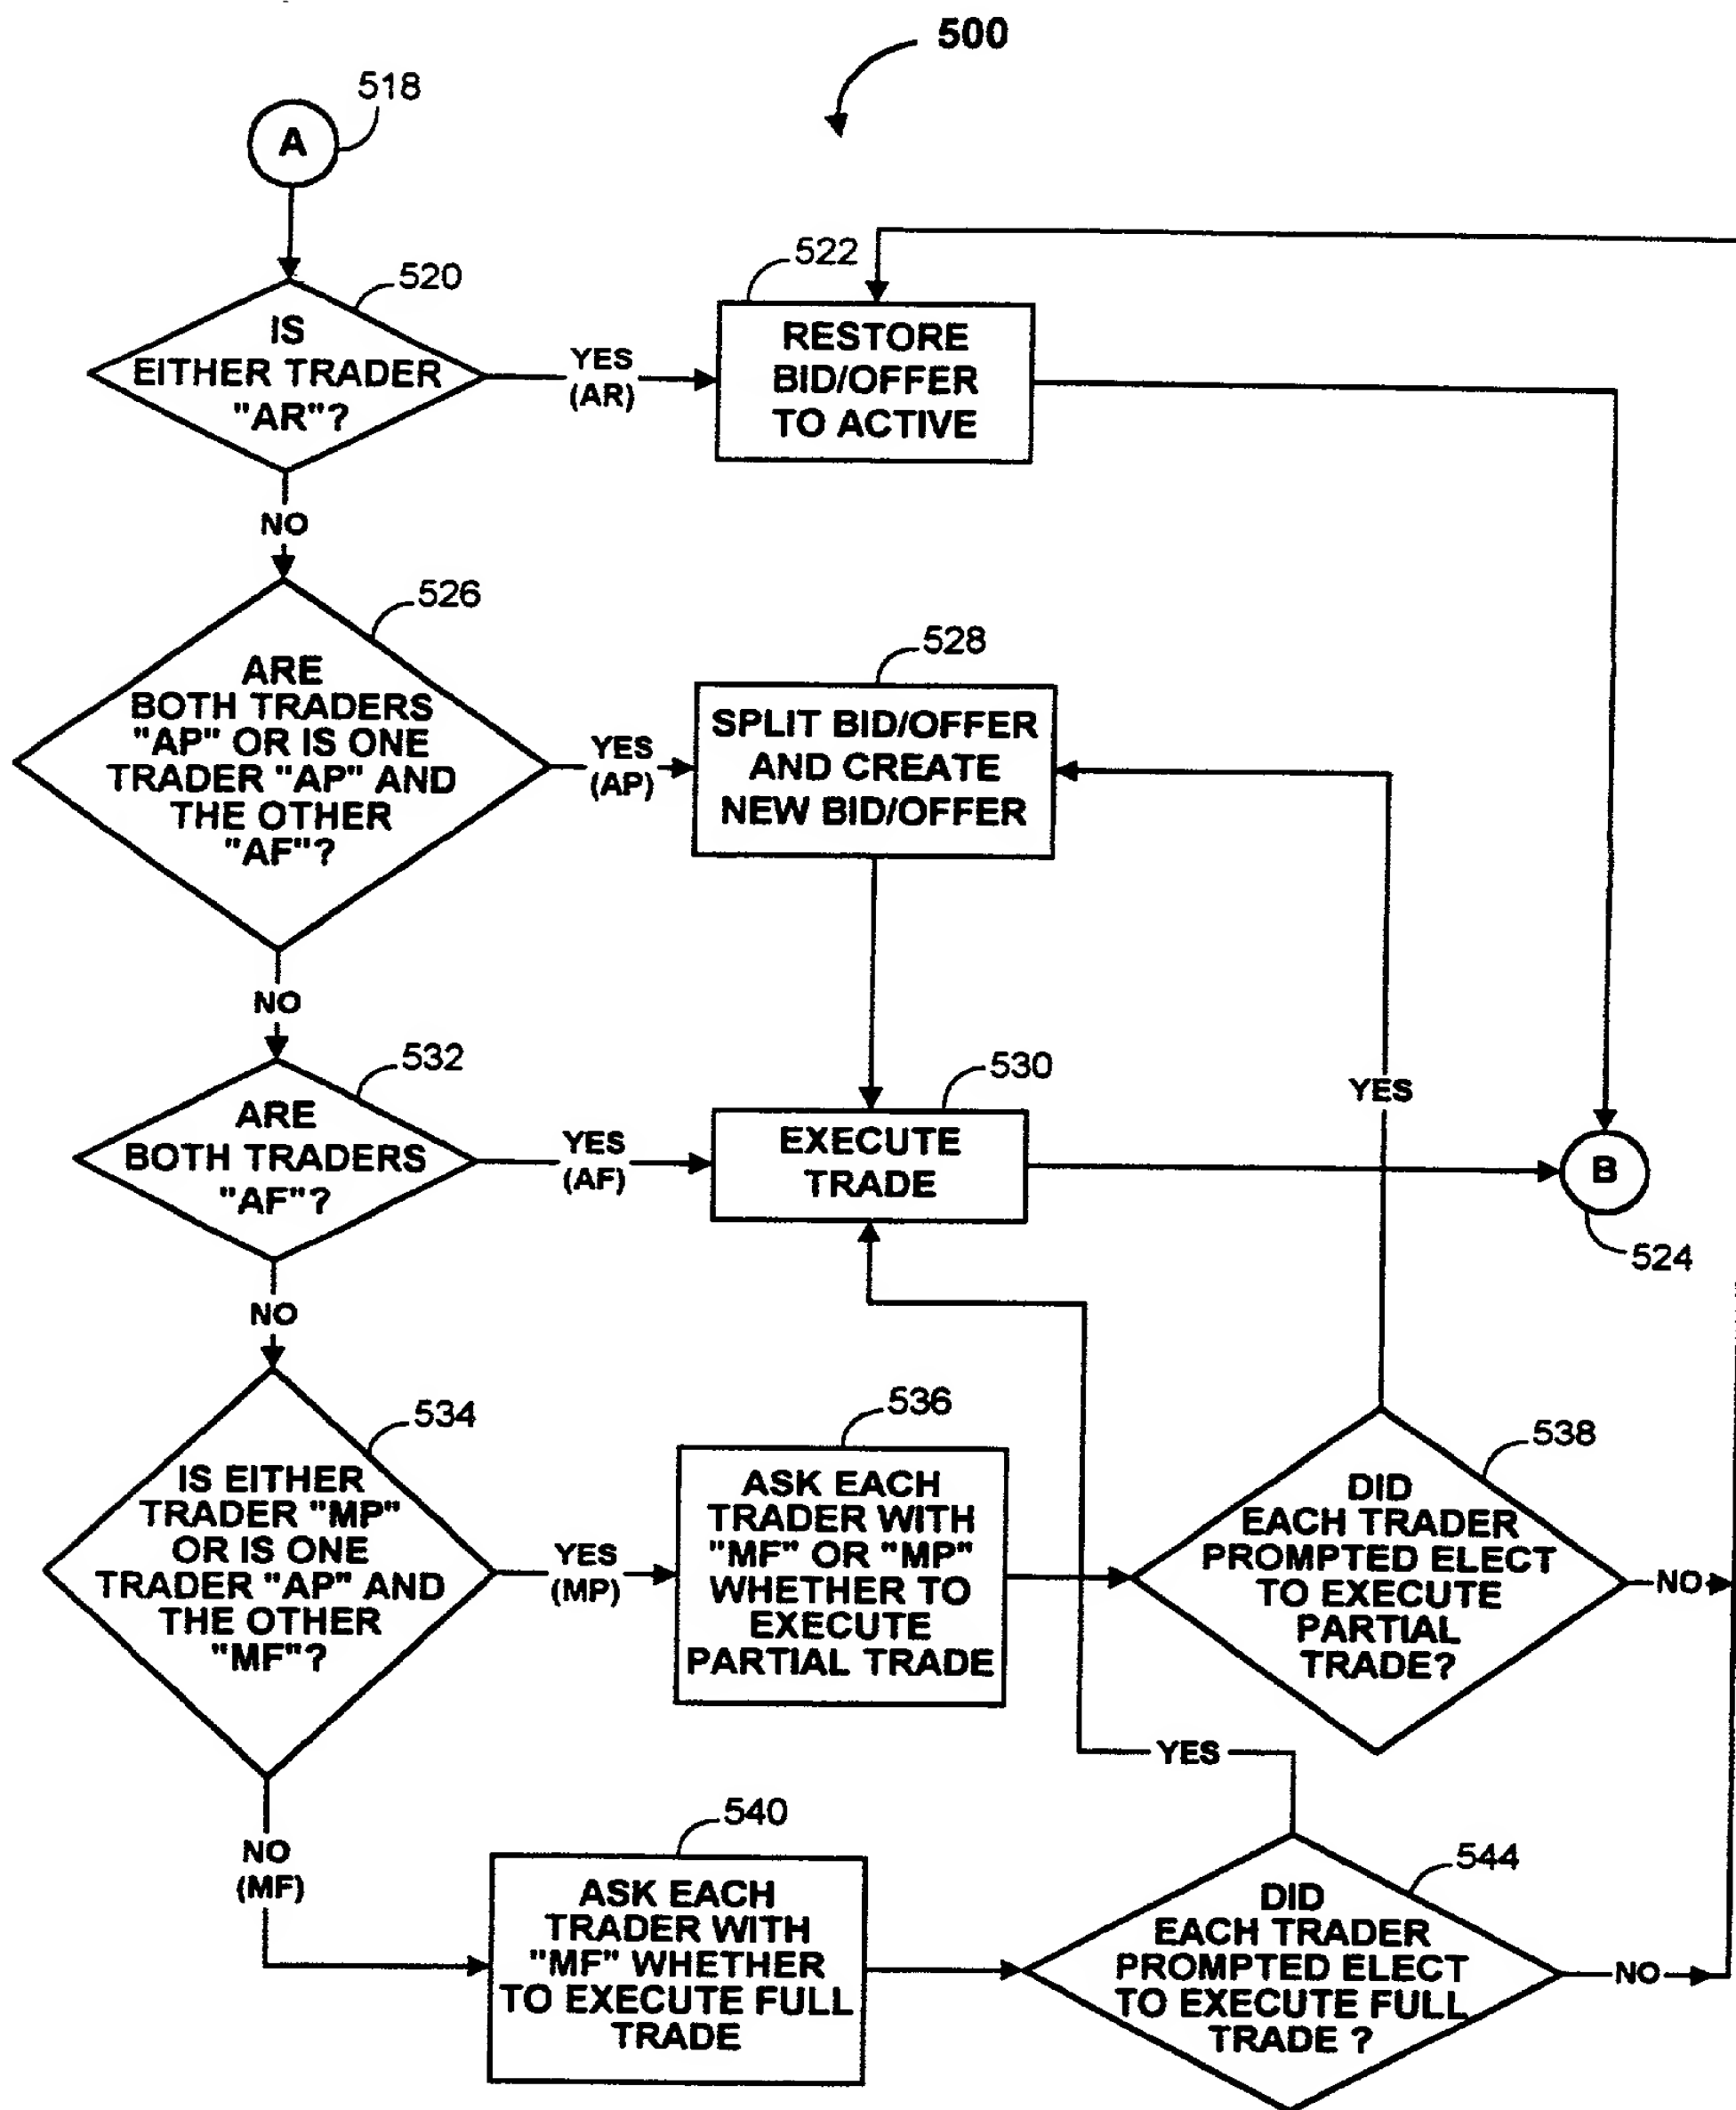 500
518
A
520
IS
EITHER TRADER
"AR"?
YES
(AR)
522
RESTORE
BID/OFFER
TO ACTIVE
NO
526
ARE
BOTH TRADERS
"AP" OR IS ONE
TRADER "AP" AND
THE OTHER
"AF"?
YES
(AP)
528
SPLIT BID/OFFER
AND CREATE
NEW BID/OFFER
NO
532
ARE
BOTH TRADERS
"AF"?
YES
(AF)
530
EXECUTE
TRADE
YES
B
524
NO
534
IS EITHER
TRADER "MP"
OR IS ONE
TRADER "AP" AND
THE OTHER
"MF"?
YES
(MP)
536
ASK EACH
TRADER WITH
"MF" OR "MP"
WHETHER TO
EXECUTE
PARTIAL TRADE
538
DID
EACH TRADER
PROMPTED ELECT
TO EXECUTE
PARTIAL
TRADE?
NO
YES
NO
(MF)
540
ASK EACH
TRADER WITH
"MF" WHETHER
TO EXECUTE FULL
TRADE
544
DID
EACH TRADER
PROMPTED ELECT
TO EXECUTE FULL
TRADE ?
NO